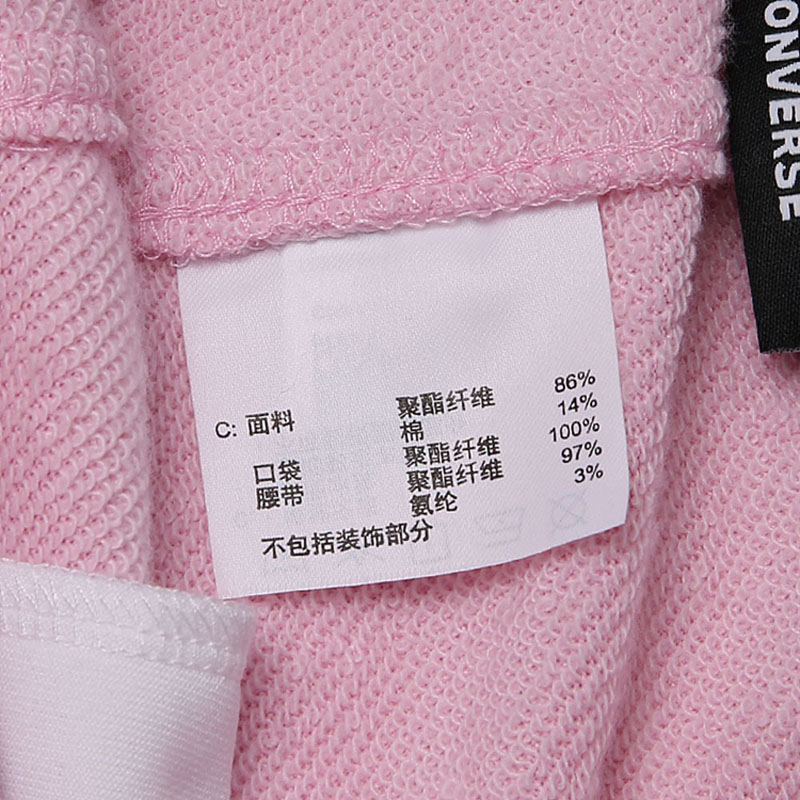 ONVERSE
C: 面料 聚酯纤维 86%
棉 14%
口袋 聚酯纤维 100%
腰带 聚酯纤维 97%
氨纶 3%
不包括装饰部分